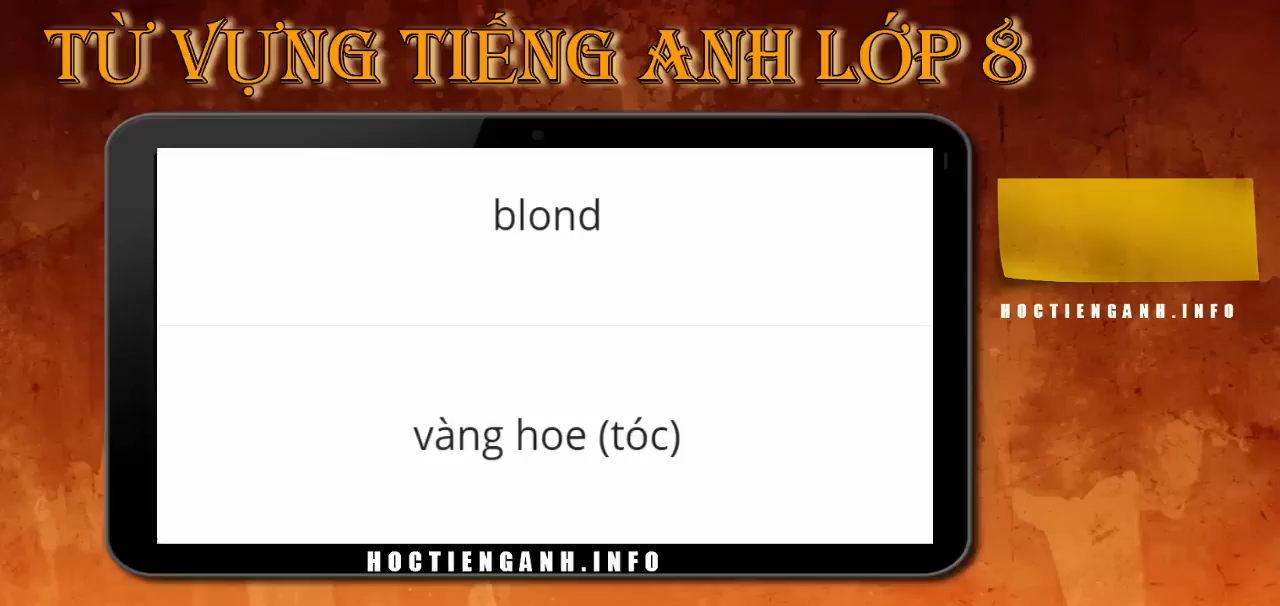 TỪ VỰNG TIẾNG ANH LỚP 8
blond
vàng hoe (tóc)
HOCTIENGANH.INFO
HOCTIENGANH.INFO